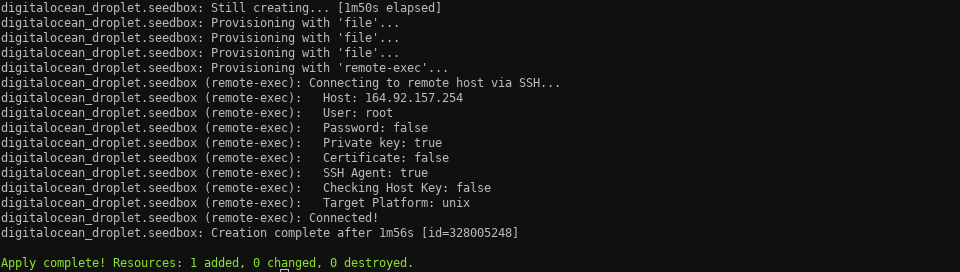 digitalocean_droplet.seedbox: Still creating... [1m50s elapsed]
digitalocean_droplet.seedbox: Provisioning with 'file'...
digitalocean_droplet.seedbox: Provisioning with 'file'...
digitalocean_droplet.seedbox: Provisioning with 'file'...
digitalocean_droplet.seedbox: Provisioning with 'remote-exec'...
digitalocean_droplet.seedbox (remote-exec): Connecting to remote host via SSH...
digitalocean_droplet.seedbox (remote-exec):   Host: 164.92.157.254
digitalocean_droplet.seedbox (remote-exec):   User: root
digitalocean_droplet.seedbox (remote-exec):   Password: false
digitalocean_droplet.seedbox (remote-exec):   Private key: true
digitalocean_droplet.seedbox (remote-exec):   Certificate: false
digitalocean_droplet.seedbox (remote-exec):   SSH Agent: true
digitalocean_droplet.seedbox (remote-exec):   Checking Host Key: false
digitalocean_droplet.seedbox (remote-exec):   Target Platform: unix
digitalocean_droplet.seedbox (remote-exec): Connected!
digitalocean_droplet.seedbox: Creation complete after 1m56s [id=328005248]
Apply complete! Resources: 1 added, 0 changed, 0 destroyed.